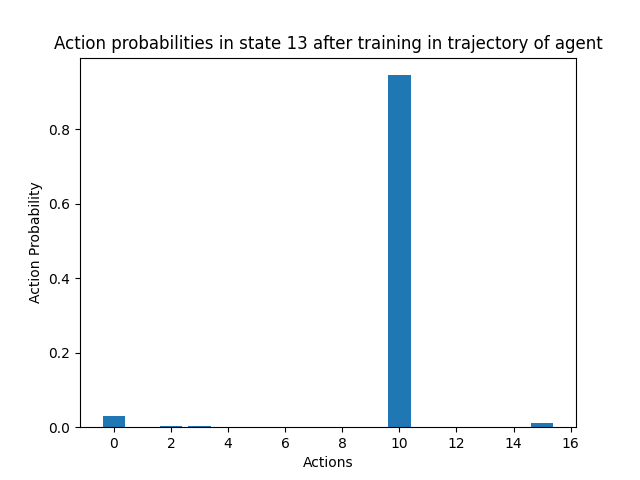 Action probabilities in state 13 after training in trajectory of agent
Action Probability
0.8
0.6
0.4
0.2
0.0
0 2 4 6 8 10 12 14 16
Actions